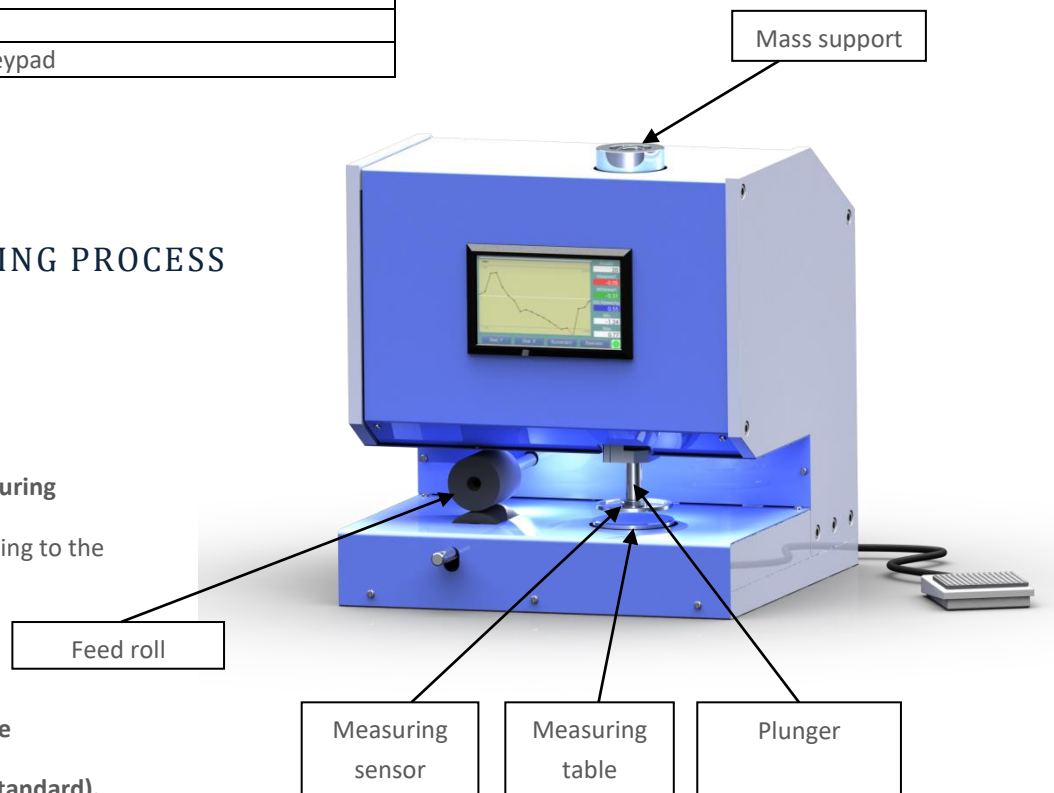 eypad
Mass support
ING PROCESS
uring
ing to the
Feed roll
e
tandard).
Measuring
sensor
Measuring
table
Plunger